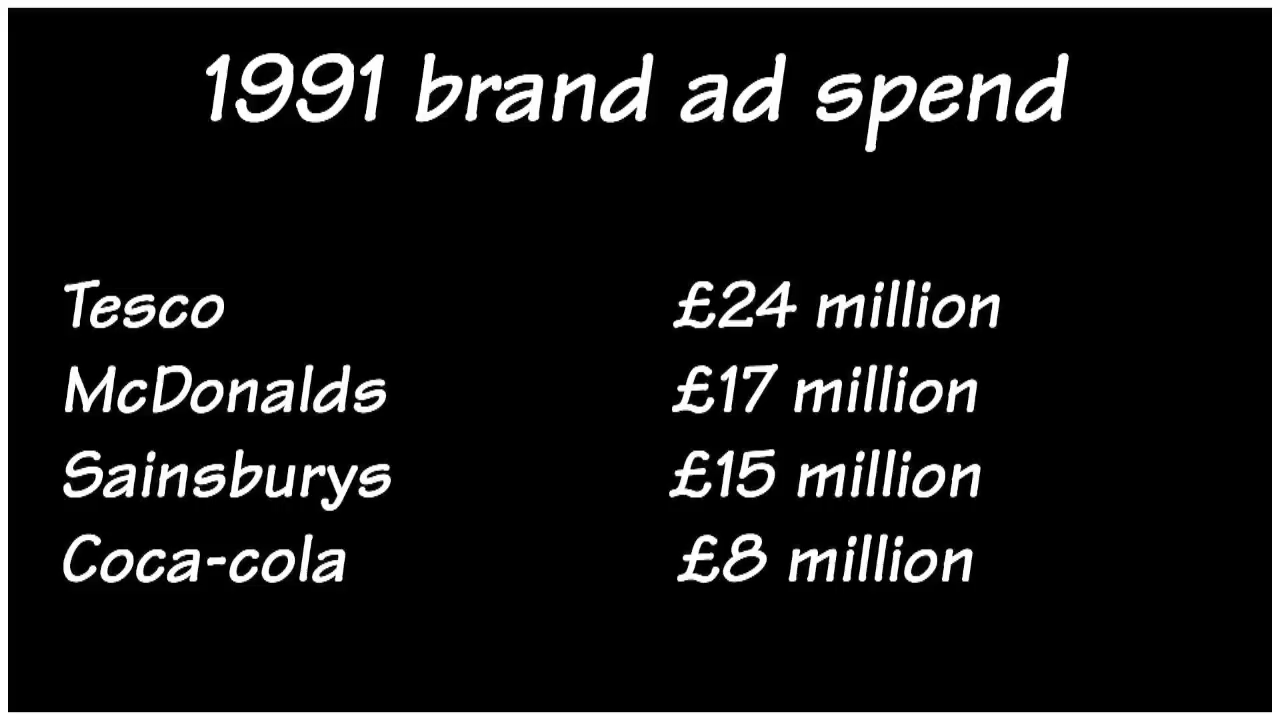 1991 brand ad spend
Tesco £24 million
McDonalds £17 million
Sainsburys £15 million
Coca-cola £8 million